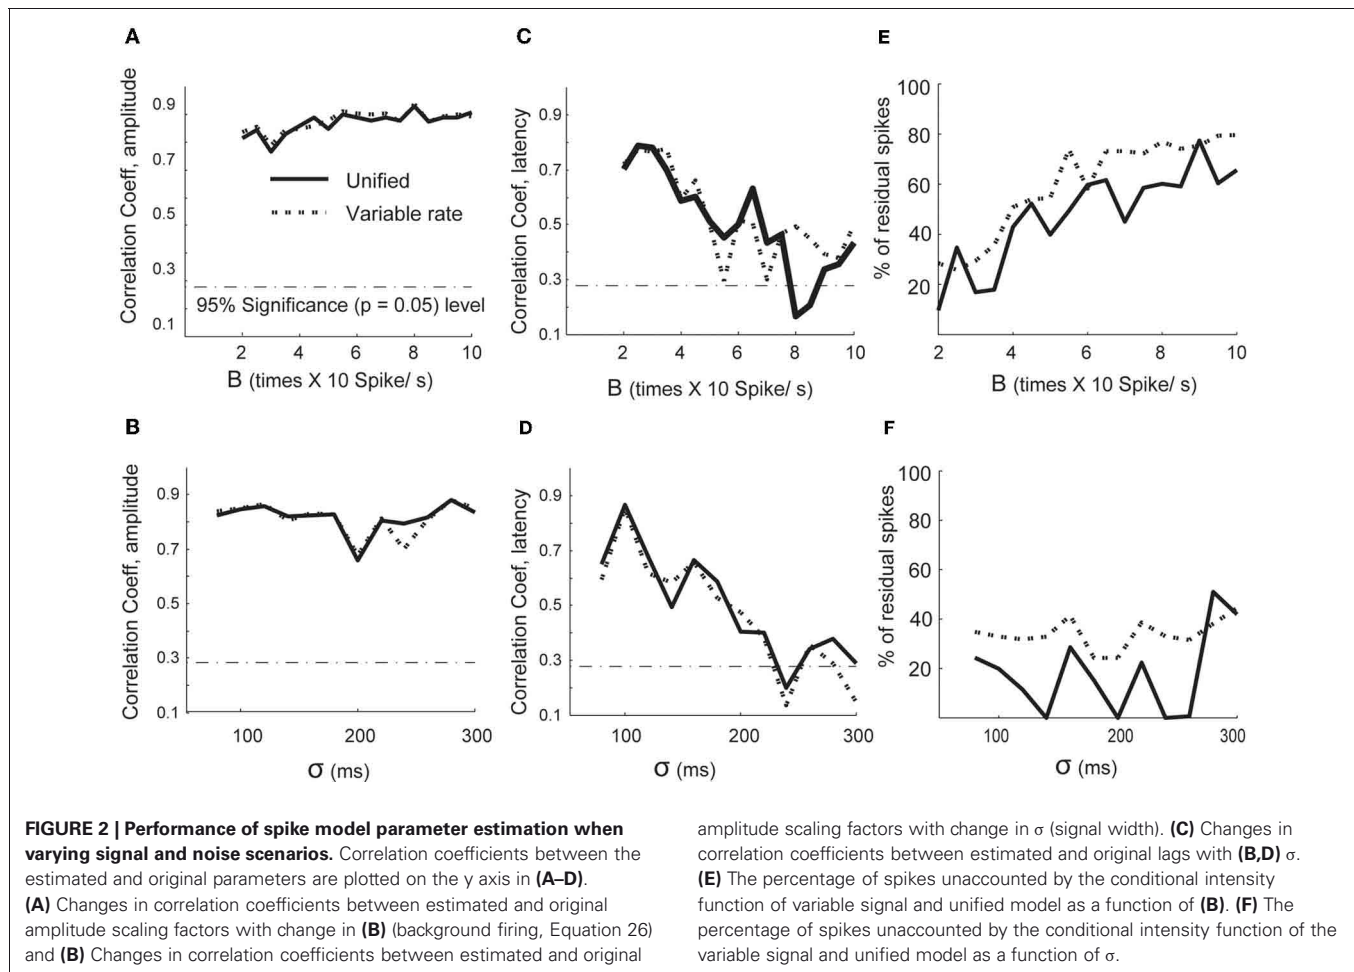 A
Correlation Coeff, amplitude
0.9
0.7
0.5
0.3
0.1
Unified
Variable rate
95% Significance (p = 0.05) level
2 4 6 8 10
B (times X 10 Spike/ s)
C
Correlation Coef, latency
0.9
0.7
0.5
0.3
0.1
2 4 6 8 10
B (times X 10 Spike/ s)
E
% of residual spikes
100
80
60
40
20
2 4 6 8 10
B (times X 10 Spike/ s)
B
Correlation Coeff, amplitude
0.9
0.7
0.5
0.3
0.1
100 200 300
σ (ms)
D
Correlation Coef, latency
0.9
0.7
0.5
0.3
0.1
100 200 300
σ (ms)
F
% of residual spikes
100
80
60
40
20
100 200 300
σ (ms)
FIGURE 2 | Performance of spike model parameter estimation when
varying signal and noise scenarios. Correlation coefficients between the
estimated and original parameters are plotted on the y axis in (A–D).
(A) Changes in correlation coefficients between estimated and original
amplitude scaling factors with change in (B) (background firing, Equation 26)
and (B) Changes in correlation coefficients between estimated and original
amplitude scaling factors with change in σ (signal width). (C) Changes in
correlation coefficients between estimated and original lags with (B,D) σ.
(E) The percentage of spikes unaccounted by the conditional intensity
function of variable signal and unified model as a function of (B). (F) The
percentage of spikes unaccounted by the conditional intensity function of the
variable signal and unified model as a function of σ.